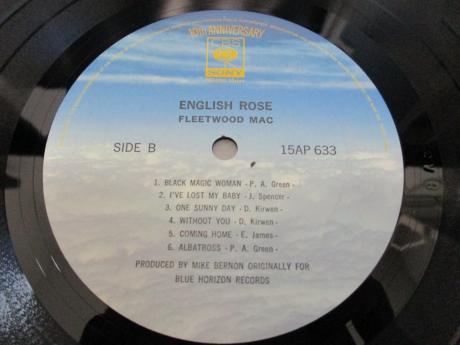 10TH ANNIVERSARY
CBS
SONY
ENGLISH ROSE
FLEETWOOD MAC
SIDE B 15AP 633
1. BLACK MAGIC WOMAN - P. A. Green -
2. I'VE LOST MY BABY - J. Spencer -
3. ONE SUNNY DAY - D. Kirwen -
4. WITHOUT YOU - D. Kirwen -
5. COMING HOME - E. James -
6. ALBATROSS - P. A. Green -
PRODUCED BY MIKE BERNON ORIGINALLY FOR
BLUE HORIZON RECORDS